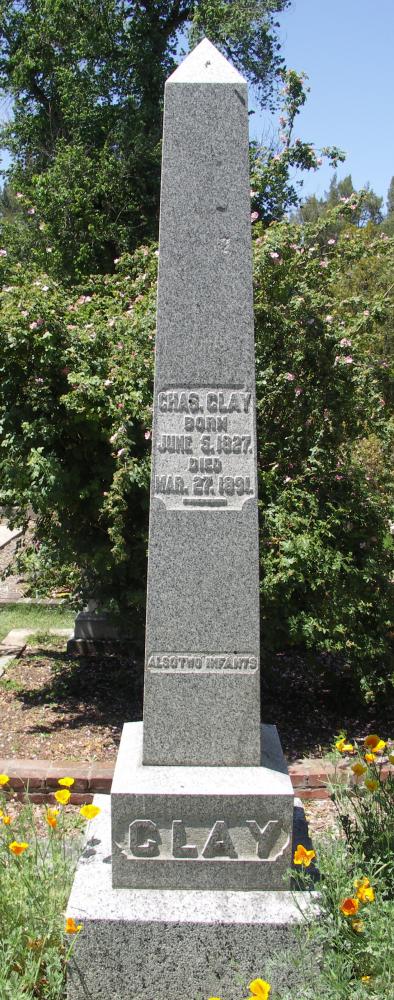 CHAS. CLAY
BORN
JUNE 5. 1827.
DIED
MAR. 27. 1891.
ALSO TWO INFANTS
CLAY